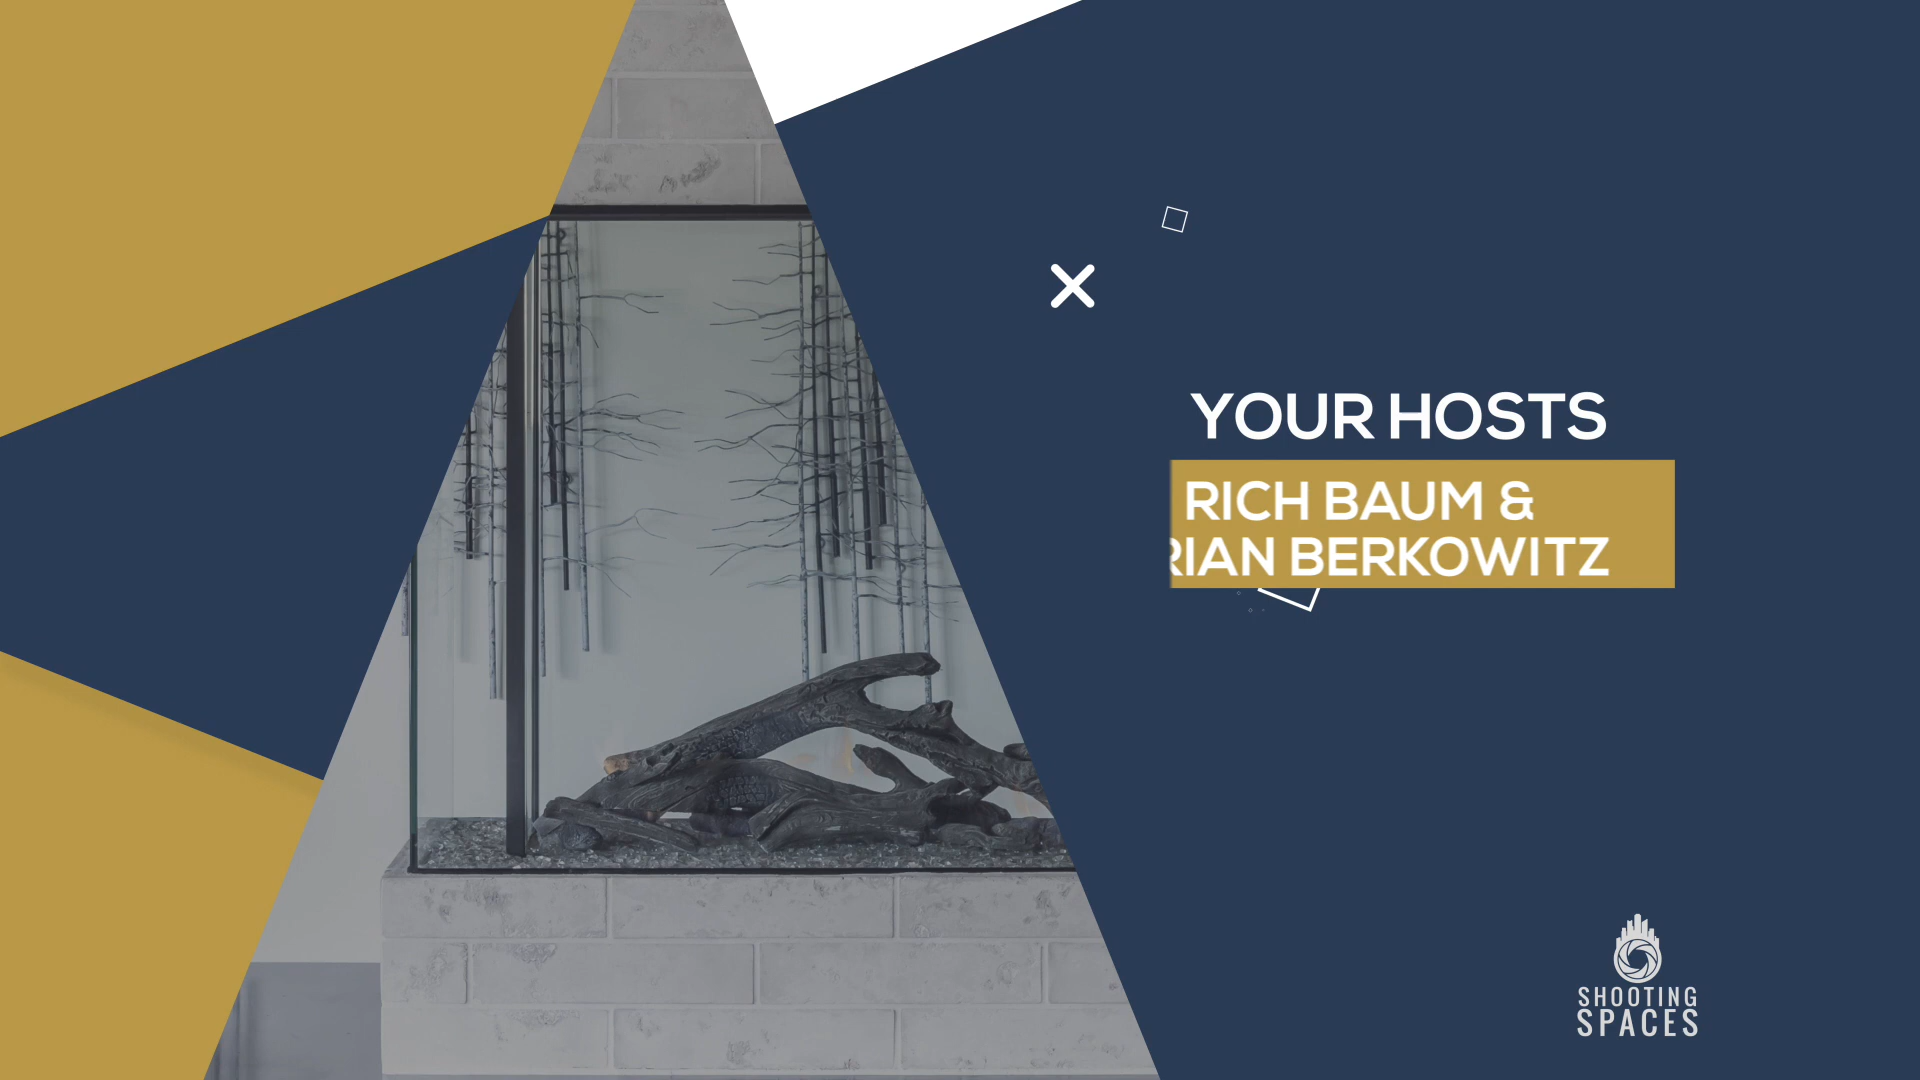 YOUR HOSTS
RICH BAUM &
RIAN BERKOWITZ
SHOOTING
SPACES